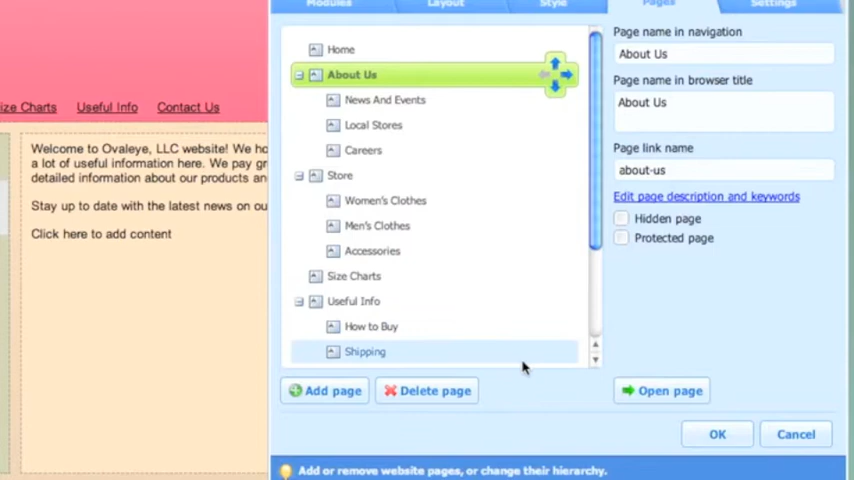 Modules Layout Style Pages Settings
Home
About Us
News And Events
Local Stores
Careers
Store
Women's Clothes
Men's Clothes
Accessories
Size Charts
Useful Info
How to Buy
Shipping
Add page Delete page
Page name in navigation
About Us
Page name in browser title
About Us
Page link name
about-us
Edit page description and keywords
Hidden page
Protected page
Open page
OK Cancel
Add or remove website pages, or change their hierarchy.
ize Charts Useful Info Contact Us
Welcome to Ovaleye, LLC website! We ho
a lot of useful information here. We pay gr
detailed information about our products an
Stay up to date with the latest news on ou
Click here to add content